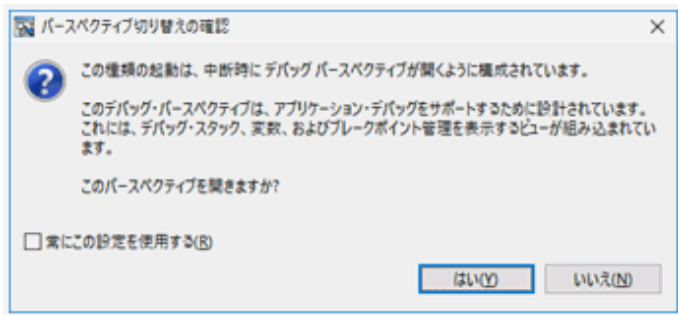 パースペクティブ切り替えの確認
この種類の起動は、中断時にデバッグ パースペクティブが開くように構成されています。
このデバッグ・パースペクティブは、アプリケーション・デバッグをサポートするために設計されています。
これには、デバッグ・スタック、変数、およびブレークポイント管理を表示するビューが組み込まれてい
ます。
このパースペクティブを開きますか?
常にこの設定を使用する(R)
はい(Y)
いいえ(N)